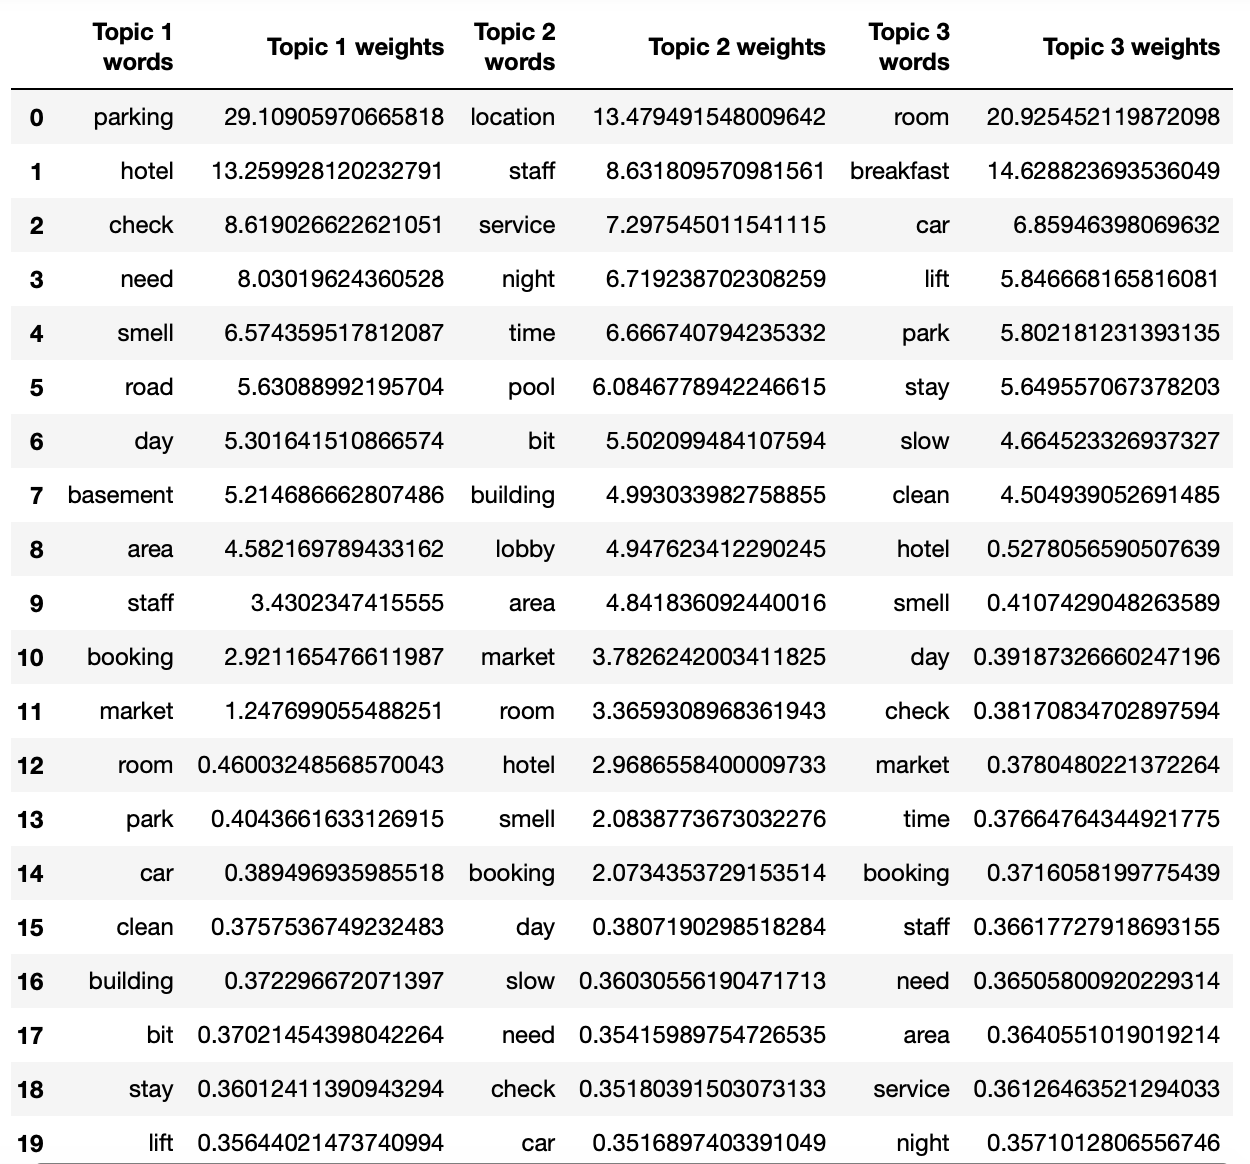 Topic 1 words Topic 1 weights Topic 2 words Topic 2 weights Topic 3 words Topic 3 weights
0 parking 29.10905970665818 location 13.479491548009642 room 20.925452119872098
1 hotel 13.259928120232791 staff 8.631809570981561 breakfast 14.628823693536049
2 check 8.619026622621051 service 7.297545011541115 car 6.85946398069632
3 need 8.03019624360528 night 6.719238702308259 lift 5.846668165816081
4 smell 6.574359517812087 time 6.666740794235332 park 5.802181231393135
5 road 5.63088992195704 pool 6.0846778942246615 stay 5.649557067378203
6 day 5.301641510866574 bit 5.502099484107594 slow 4.664523326937327
7 basement 5.214686662807486 building 4.993033982758855 clean 4.504939052691485
8 area 4.582169789433162 lobby 4.947623412290245 hotel 0.5278056590507639
9 staff 3.4302347415555 area 4.841836092440016 smell 0.4107429048263589
10 booking 2.921165476611987 market 3.7826242003411825 day 0.39187326660247196
11 market 1.247699055488251 room 3.3659308968361943 check 0.38170834702897594
12 room 0.46003248568570043 hotel 2.9686558400009733 market 0.3780480221372264
13 park 0.4043661633126915 smell 2.0838773673032276 time 0.37664764344921775
14 car 0.389496935985518 booking 2.0734353729153514 booking 0.3716058199775439
15 clean 0.3757536749232483 day 0.3807190298518284 staff 0.36617727918693155
16 building 0.372296672071397 slow 0.36030556190471713 need 0.36505800920229314
17 bit 0.37021454398042264 need 0.35415989754726535 area 0.3640551019019214
18 stay 0.36012411390943294 check 0.35180391503073133 service 0.36126463521294033
19 lift 0.35644021473740994 car 0.3516897403391049 night 0.3571012806556746